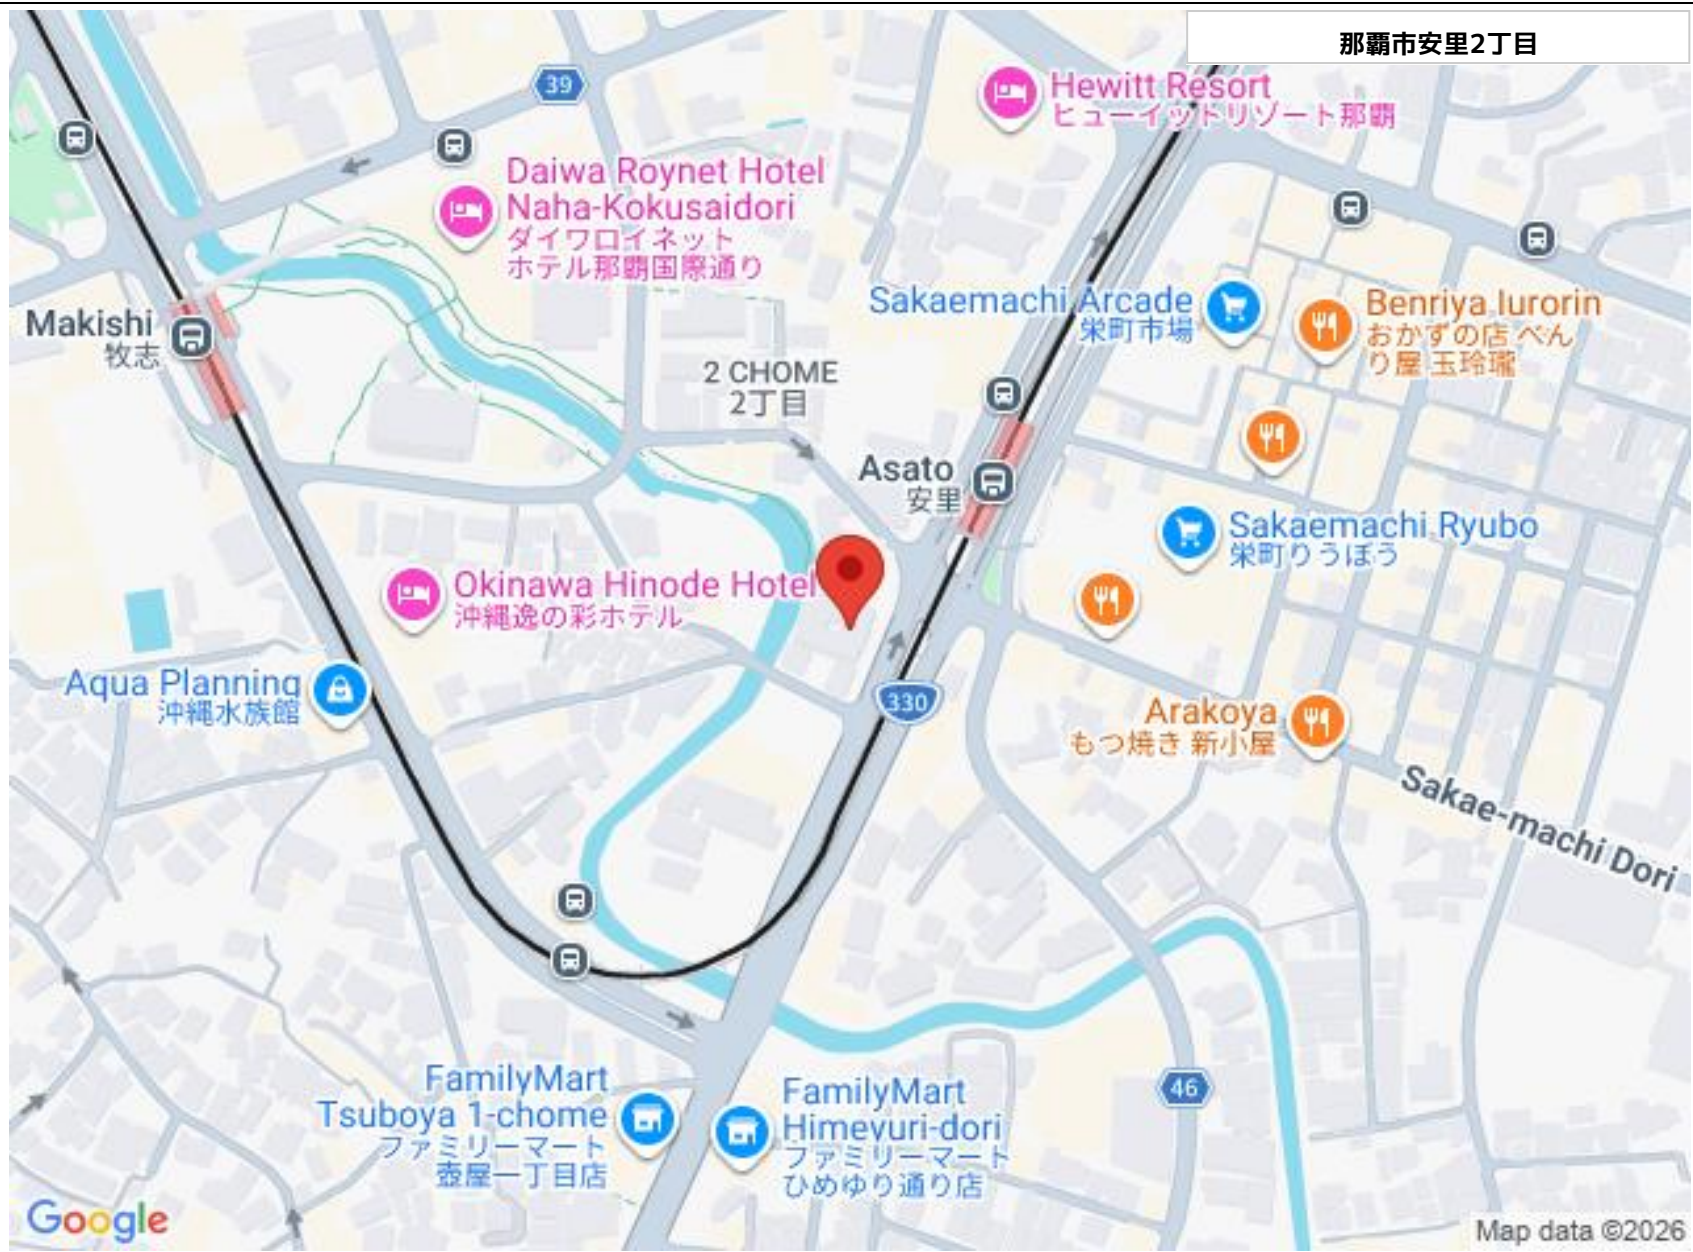 那覇市安里2丁目
39
Hewitt Resort
ヒューイットリゾート那覇
Daiwa Roynet Hotel
Naha-Kokusaidori
ダイワロイネット
ホテル那覇国際通り
Sakaemachi Arcade
栄町市場
Benriya Iurorin
おかずの店 べん
り屋 玉玲瓏
Makishi
牧志
2 CHOME
2丁目
Asato
安里
Sakaemachi Ryubo
栄町りうぼう
Okinawa Hinode Hotel
沖縄逸の彩ホテル
Aqua Planning
沖縄水族館
330
Arakoya
もつ焼き 新小屋
Sakae-machi Dori
FamilyMart
Tsuboya 1-chome
ファミリーマート
壺屋一丁目店
FamilyMart
Himeyuri-dori
ファミリーマート
ひめゆり通り店
46
Google
Map data ©2026